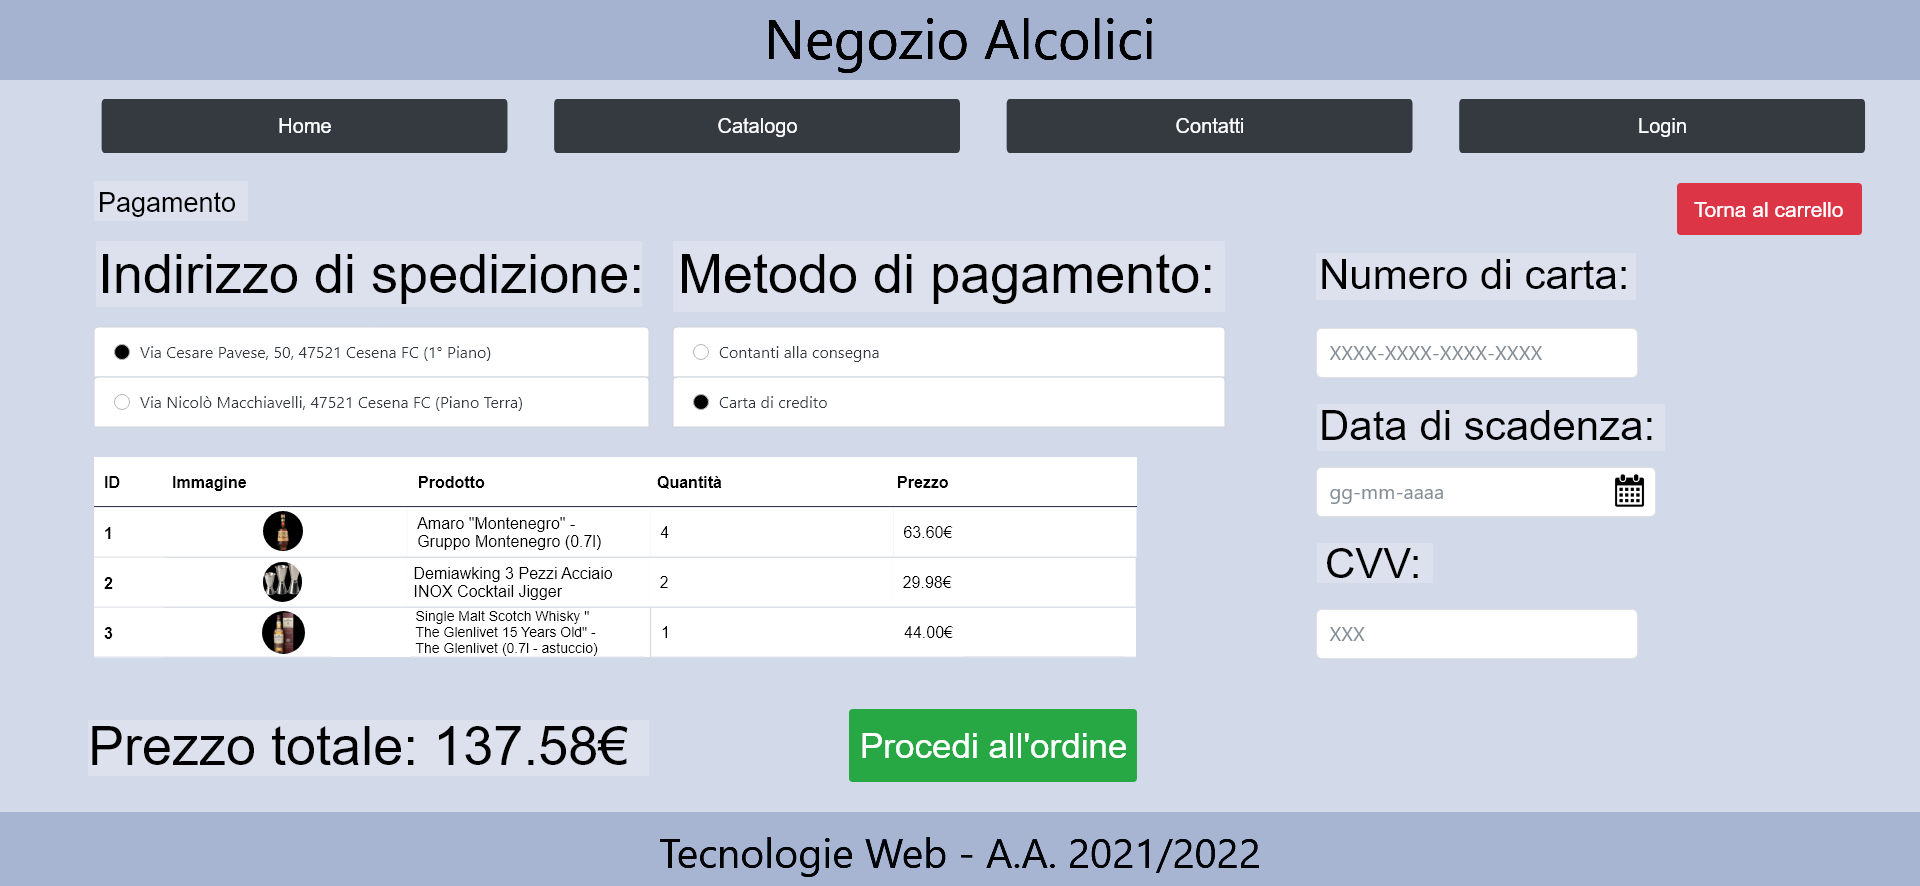 Negozio Alcolici
Home
Catalogo
Contatti
Login
Pagamento
Torna al carrello
Indirizzo di spedizione:
Metodo di pagamento:
Numero di carta:
Via Cesare Pavese, 50, 47521 Cesena FC (1° Piano)
Via Nicolò Macchiavelli, 47521 Cesena FC (Piano Terra)
Contanti alla consegna
Carta di credito
XXXX-XXXX-XXXX-XXXX
Data di scadenza:
gg-mm-aaaa
CVV:
XXX
ID Immagine Prodotto Quantità Prezzo
1 Amaro "Montenegro" -
Gruppo Montenegro (0.7l) 4 63.60€
2 Demiawking 3 Pezzi Acciaio
INOX Cocktail Jigger 2 29.98€
3 Single Malt Scotch Whisky "
The Glenlivet 15 Years Old" -
The Glenlivet (0.7l - astuccio) 1 44.00€
Prezzo totale: 137.58€
Procedi all'ordine
Tecnologie Web - A.A. 2021/2022